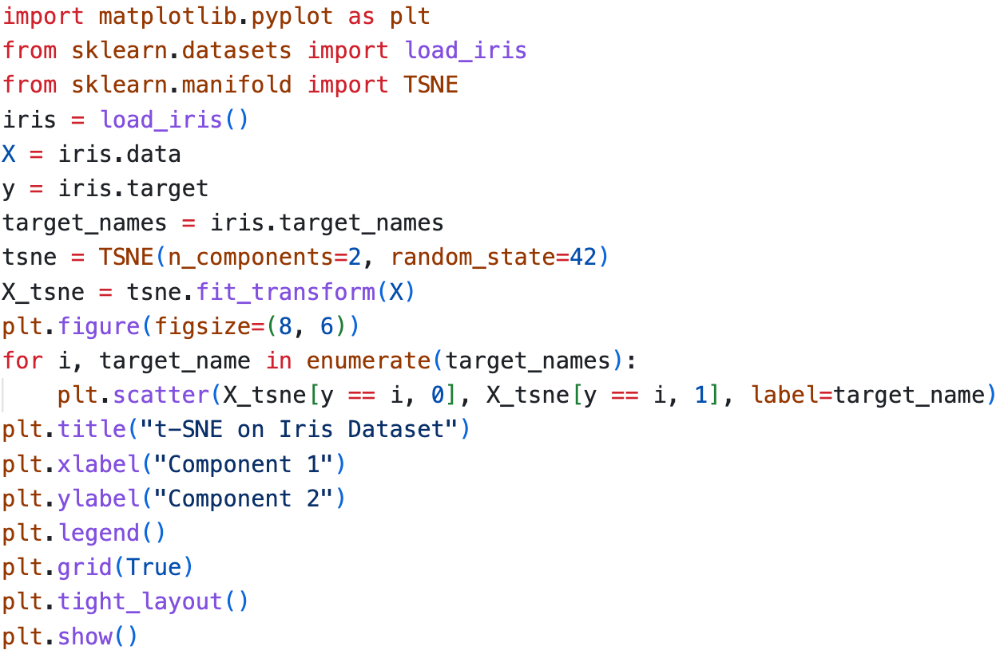 import matplotlib.pyplot as plt
from sklearn.datasets import load_iris
from sklearn.manifold import TSNE
iris = load_iris()
X = iris.data
y = iris.target
target_names = iris.target_names
tsne = TSNE(n_components=2, random_state=42)
X_tsne = tsne.fit_transform(X)
plt.figure(figsize=(8, 6))
for i, target_name in enumerate(target_names):
    plt.scatter(X_tsne[y == i, 0], X_tsne[y == i, 1], label=target_name)
plt.title("t-SNE on Iris Dataset")
plt.xlabel("Component 1")
plt.ylabel("Component 2")
plt.legend()
plt.grid(True)
plt.tight_layout()
plt.show()